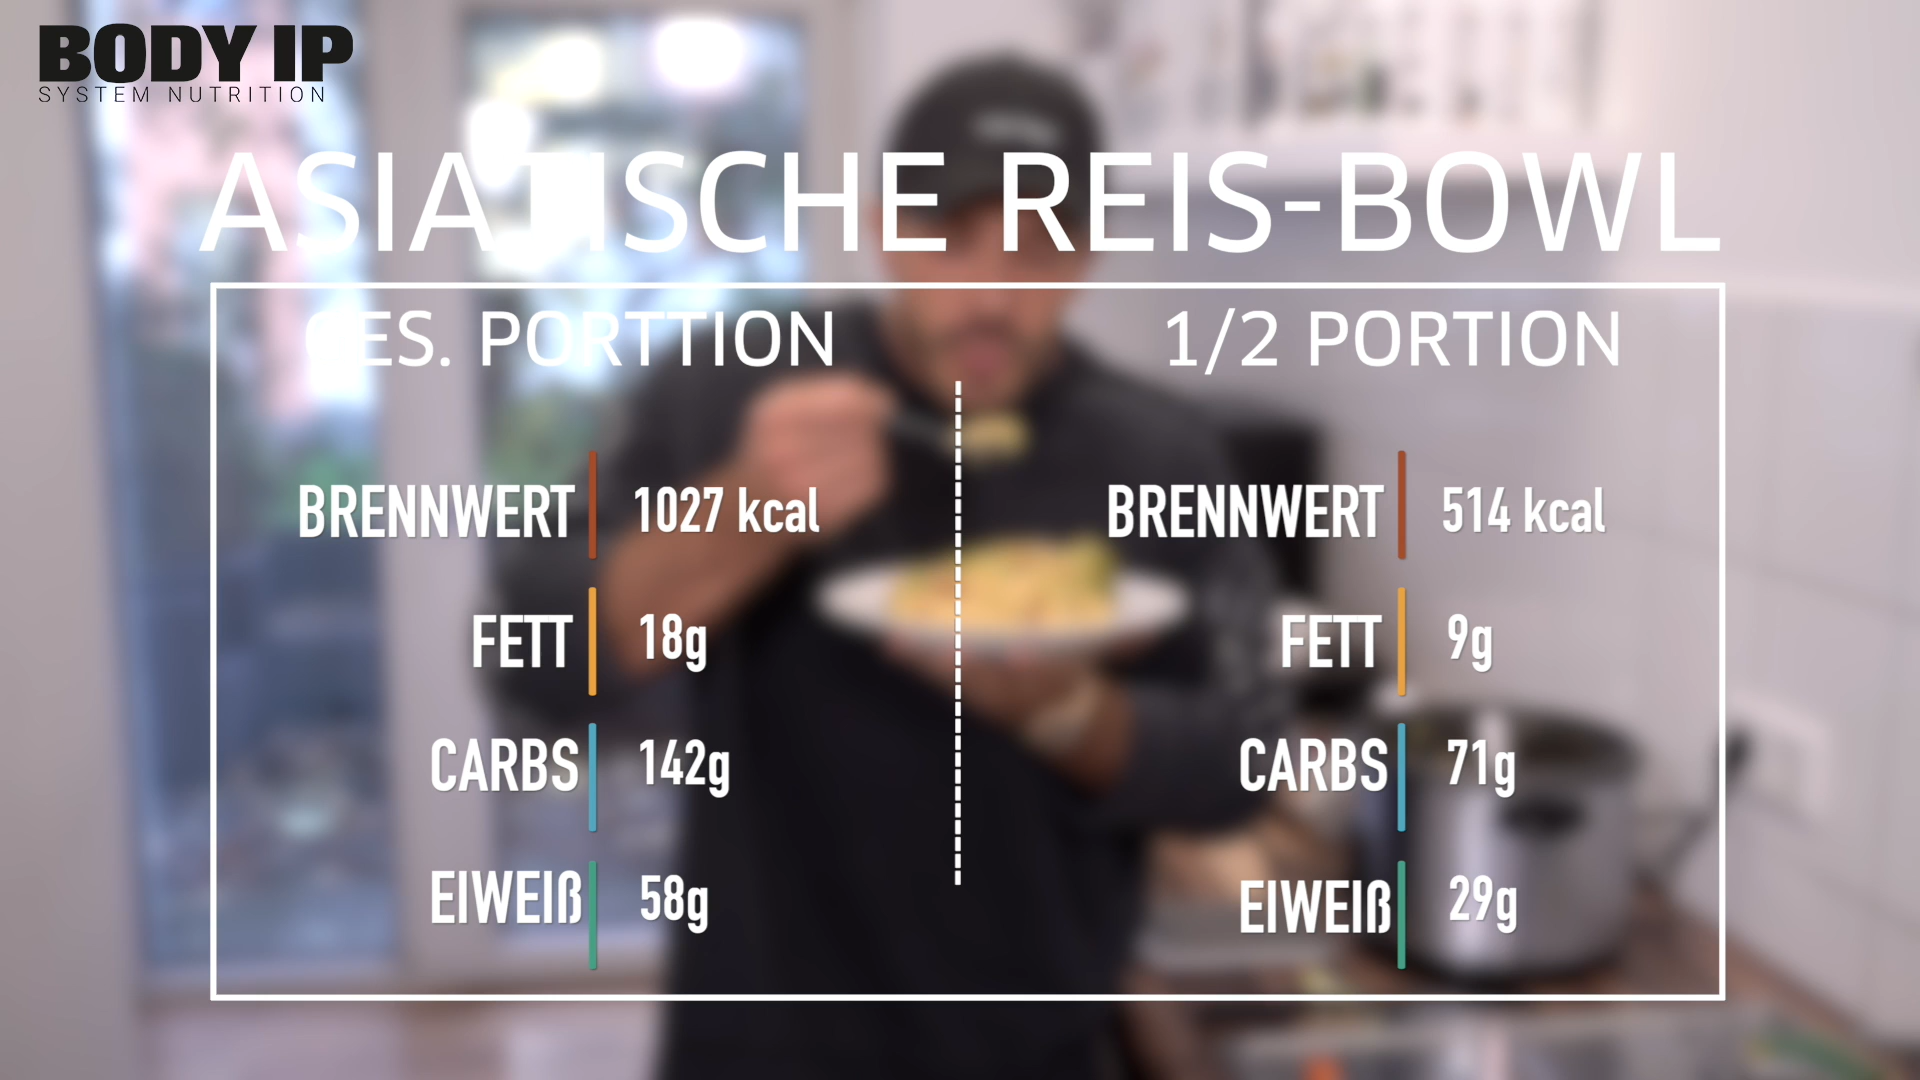 BODY IP
SYSTEM NUTRITION
ASIATISCHE REIS-BOWL
GES. PORTTION
1/2 PORTION
BRENNWERT 1027 kcal
FETT 18g
CARBS 142g
EIWEIß 58g
BRENNWERT 514 kcal
FETT 9g
CARBS 71g
EIWEIß 29g